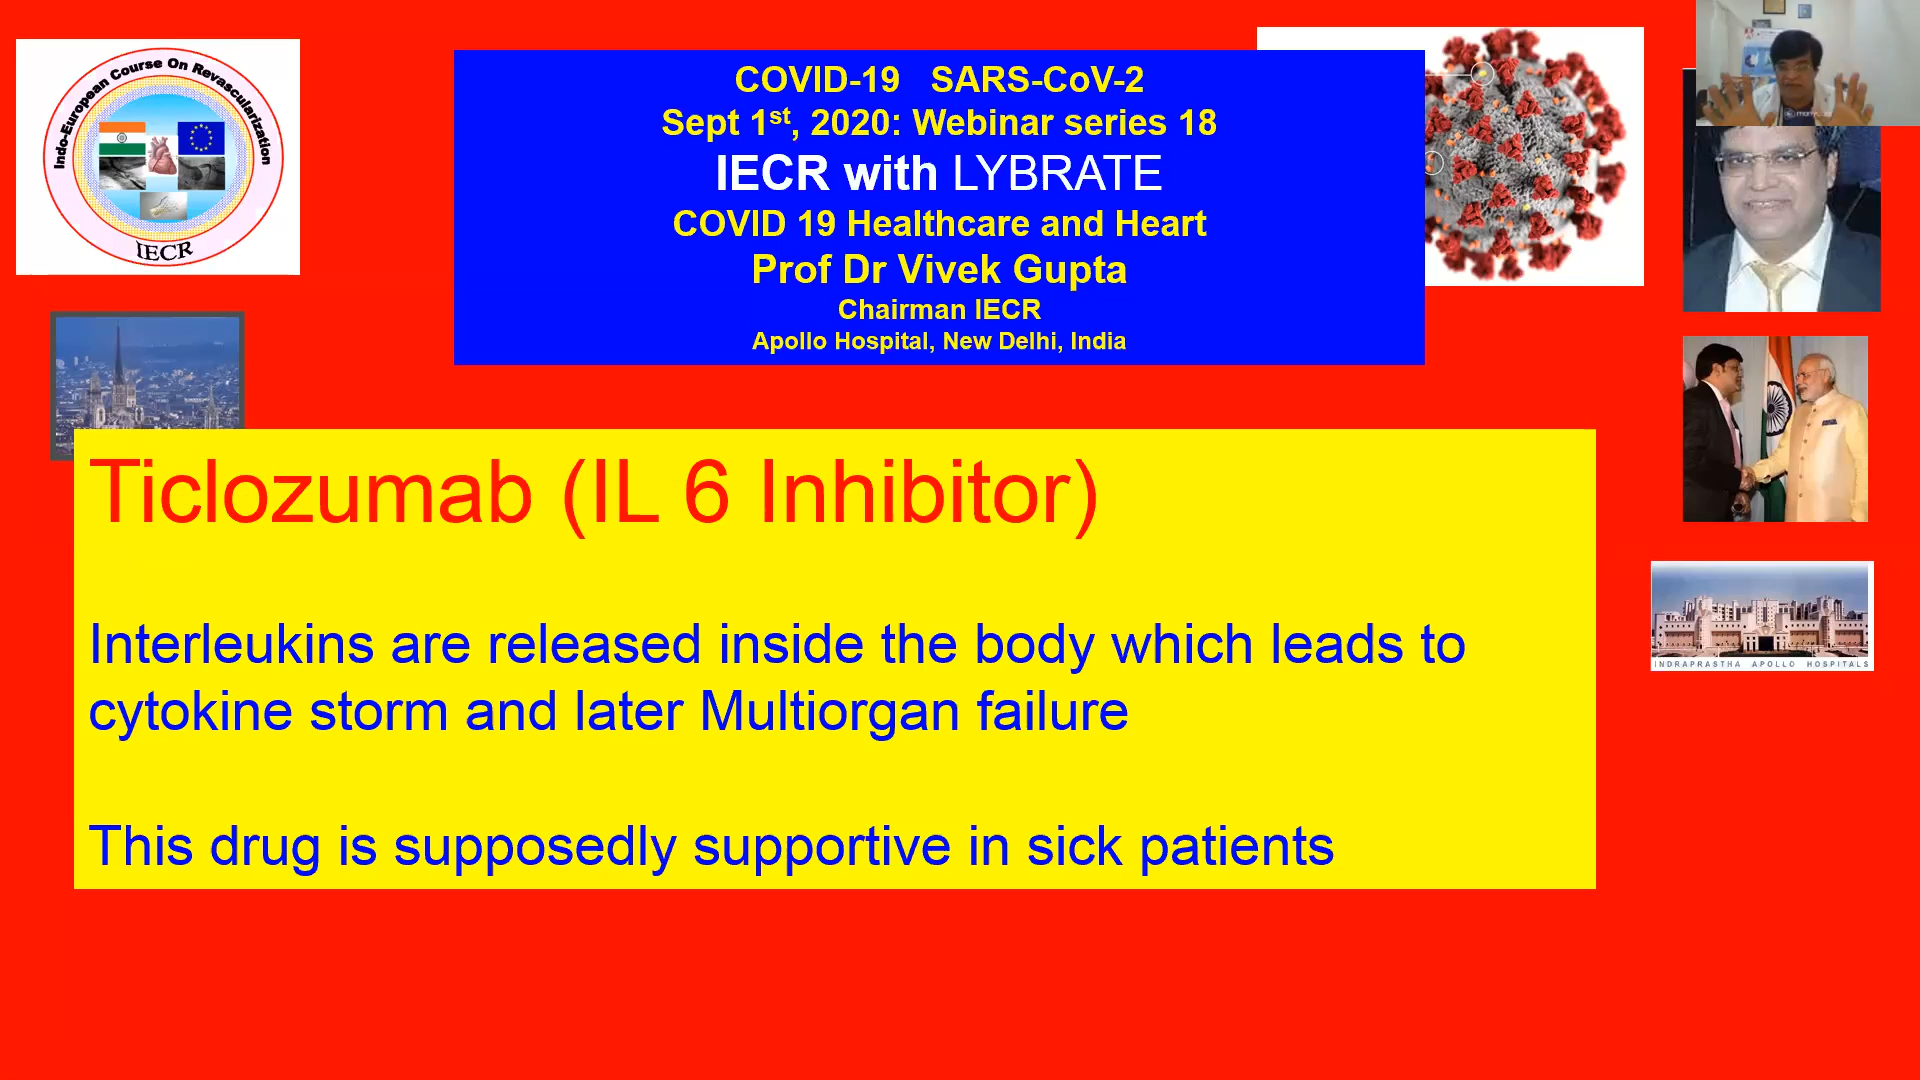 Indo-European Course On Revascularization
IECR
COVID-19 SARS-CoV-2
Sept 1st, 2020: Webinar series 18
IECR with LYBRATE
COVID 19 Healthcare and Heart
Prof Dr Vivek Gupta
Chairman IECR
Apollo Hospital, New Delhi, India
Ticlozumab (IL 6 Inhibitor)
Interleukins are released inside the body which leads to
cytokine storm and later Multiorgan failure
This drug is supposedly supportive in sick patients
INDRAPRASTHA APOLLO HOSPITALS